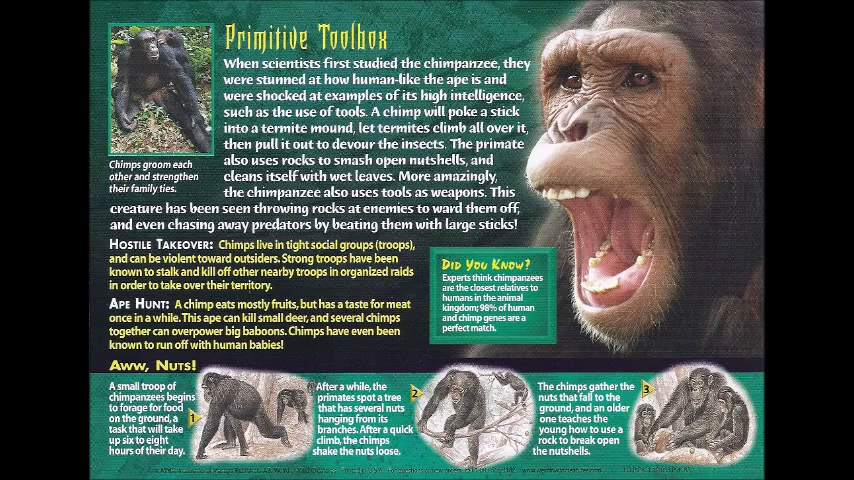 Primitive Toolbox
When scientists first studied the chimpanzee, they
were stunned at how human-like the ape is and
were shocked at examples of its high intelligence,
such as the use of tools. A chimp will poke a stick
into a termite mound, let termites climb all over it,
then pull it out to devour the insects. The primate
also uses rocks to smash open nutshells, and
cleans itself with wet leaves. More amazingly,
the chimpanzee also uses tools as weapons. This
creature has been seen throwing rocks at enemies to ward them off,
and even chasing away predators by beating them with large sticks!
Chimps groom each
other and strengthen
their family ties.
Hostile Takeover: Chimps live in tight social groups (troops),
and can be violent toward outsiders. Strong troops have been
known to stalk and kill off other nearby troops in organized raids
in order to take over their territory.
Ape Hunt: A chimp eats mostly fruits, but has a taste for meat
once in a while. This ape can kill small deer, and several chimps
together can overpower big baboons. Chimps have even been
known to run off with human babies!
Did You Know?
Experts think chimpanzees
are the closest relatives to
humans in the animal
kingdom; 98% of human
and chimp genes are a
perfect match.
Aww, Nuts!
A small troop of
chimpanzees begins
to forage for food
on the ground, a
task that will take
up six to eight
hours of their day.
1
After a while, the
primates spot a tree
that has several nuts
hanging from its
branches. After a quick
climb, the chimps
shake the nuts loose.
2
The chimps gather the
nuts that fall to the
ground, and an older
one teaches the
young how to use a
rock to break open
the nutshells.
3